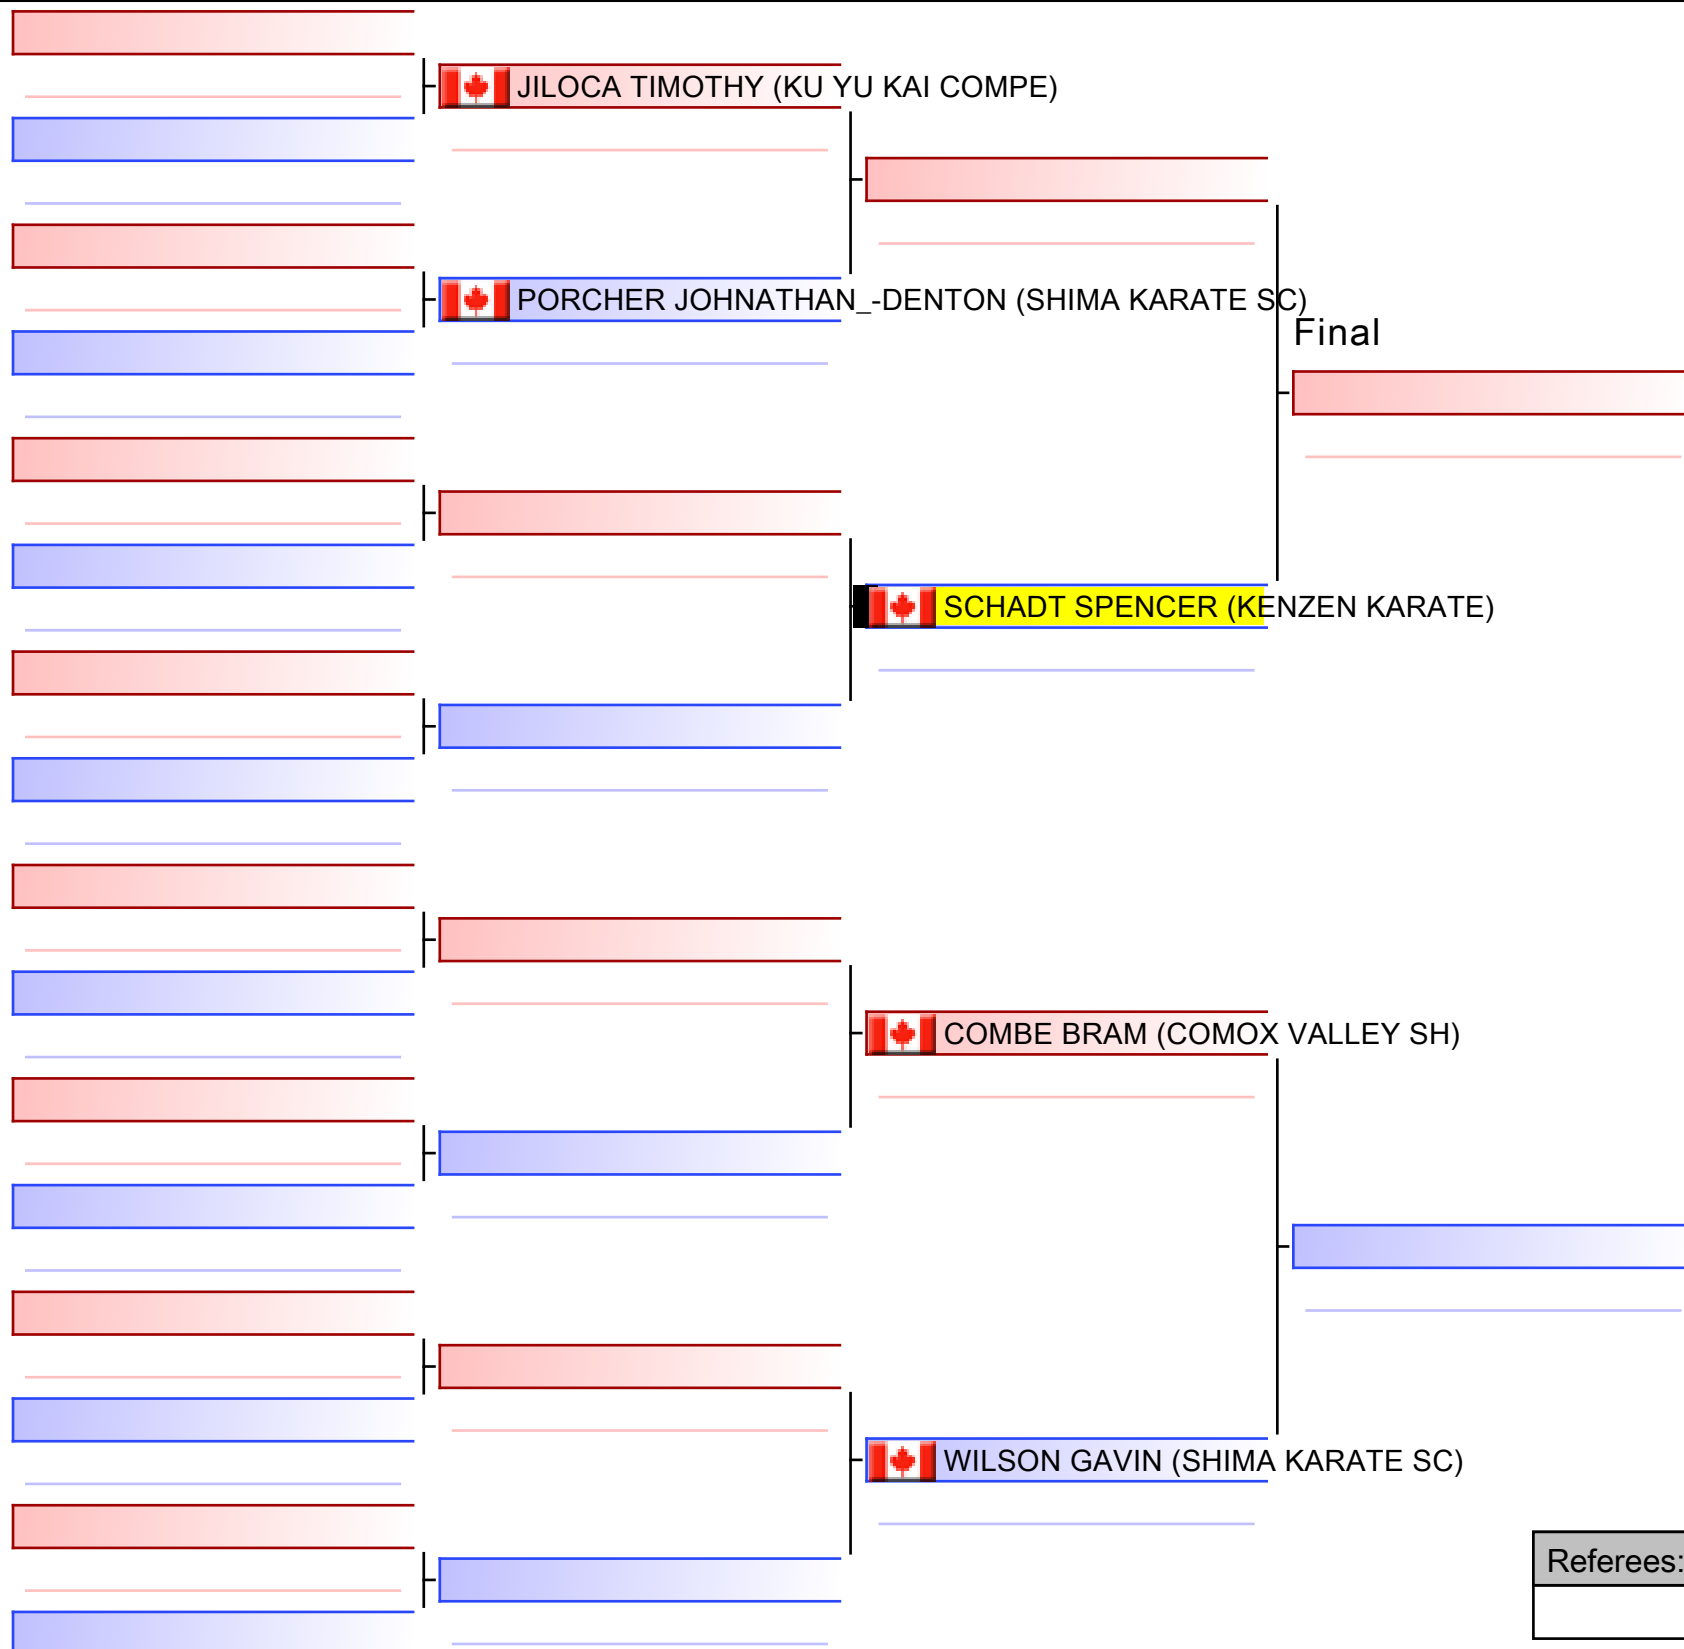 JILOCA TIMOTHY (KU YU KAI COMPE)
PORCHER JOHNATHAN_-DENTON (SHIMA KARATE SC)
Final
SCHADT SPENCER (KENZEN KARATE)
COMBE BRAM (COMOX VALLEY SH)
WILSON GAVIN (SHIMA KARATE SC)
Referees: